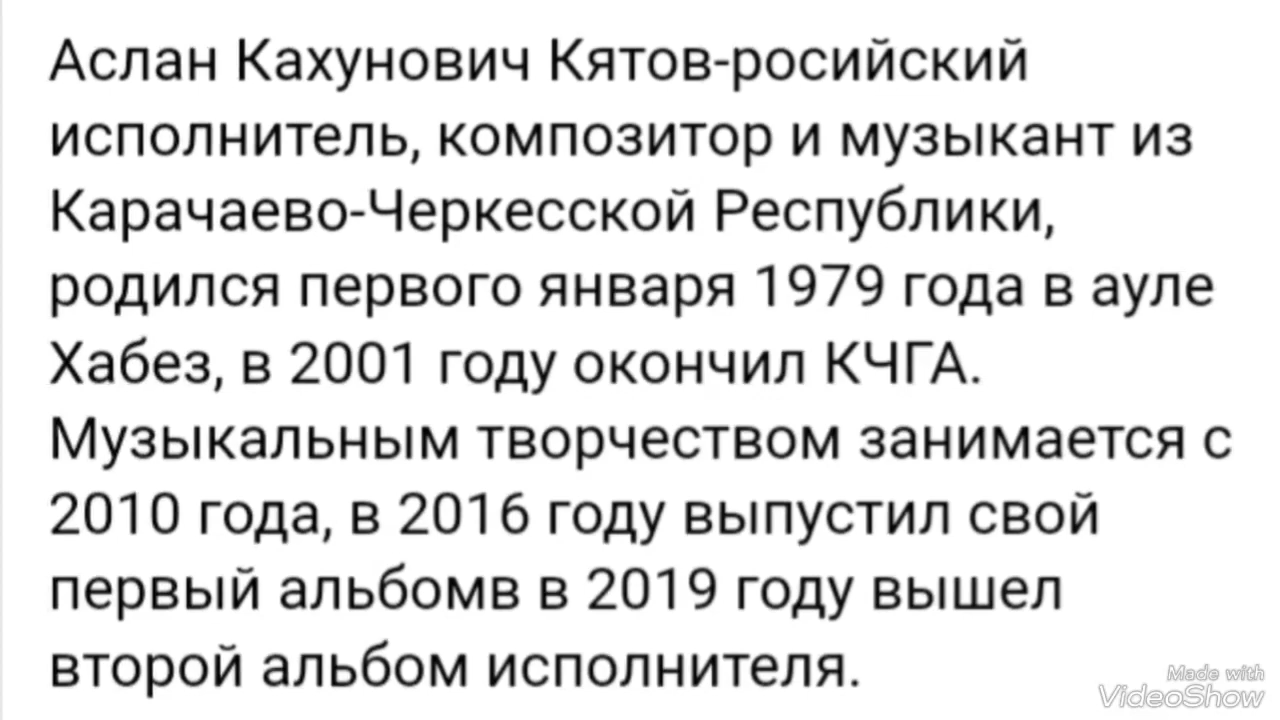 Аслан Кахунович Кятов-росийский
исполнитель, композитор и музыкант из
Карачаево-Черкесской Республики,
родился первого января 1979 года в ауле
Хабез, в 2001 году окончил КЧГА.
Музыкальным творчеством занимается с
2010 года, в 2016 году выпустил свой
первый альбомв в 2019 году вышел
второй альбом исполнителя.
Made with
VideoShow